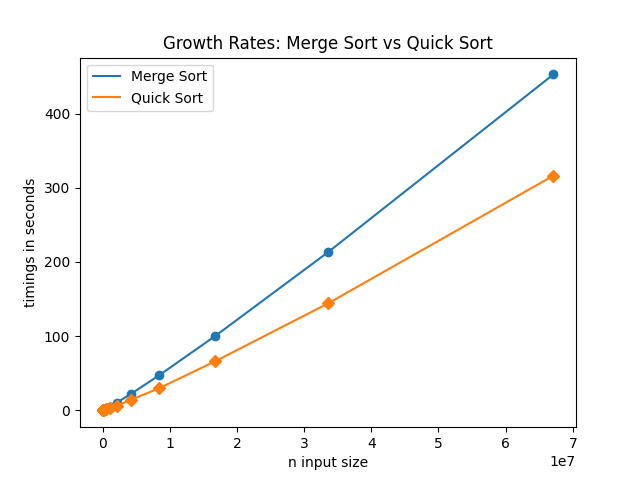 Growth Rates: Merge Sort vs Quick Sort
Merge Sort
Quick Sort
timings in seconds
400
300
200
100
0
0 1 2 3 4 5 6 7
1e7
n input size